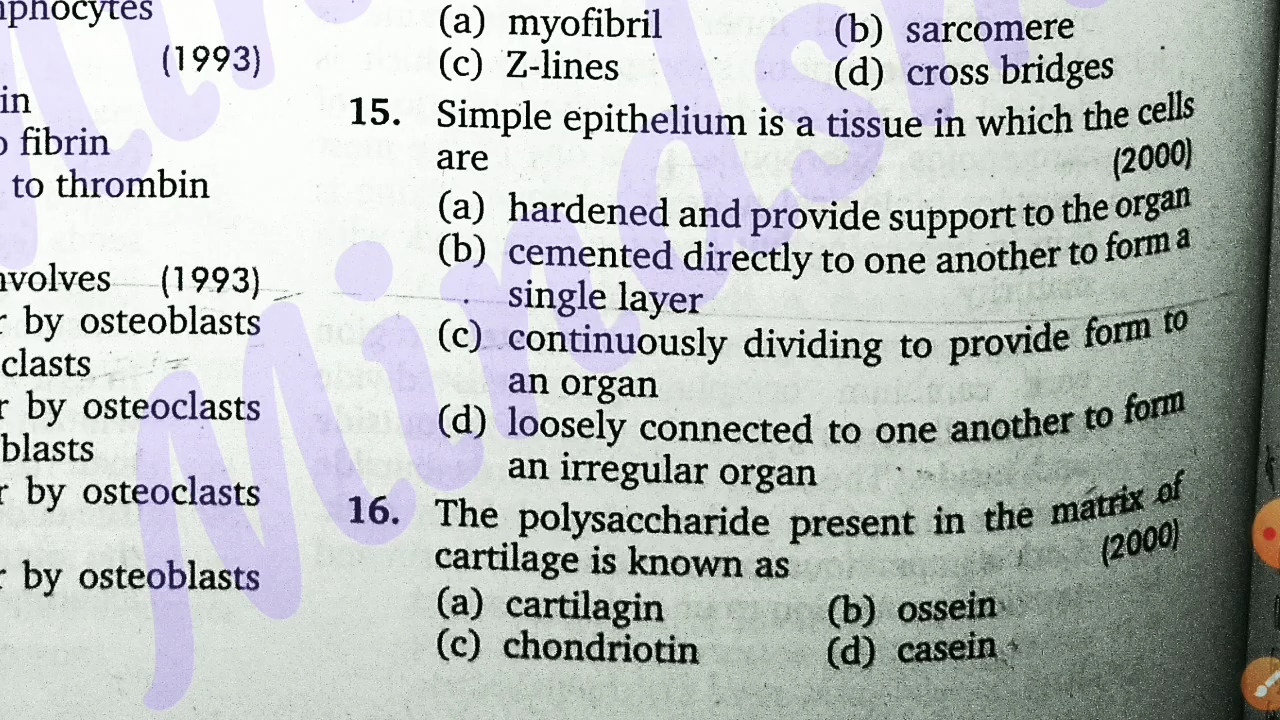 phocytes
(1993)
in
fibrin
to thrombin
nvolves (1993)
r by osteoblasts
clasts
r by osteoclasts
blasts
r by osteoclasts
r by osteoblasts
(a) myofibril (b) sarcomere
(c) Z-lines (d) cross bridges
15. Simple epithelium is a tissue in which the cells
are (2000)
(a) hardened and provide support to the organ
(b) cemented directly to one another to form a
single layer
(c) continuously dividing to provide form to
an organ
(d) loosely connected to one another to form
an irregular organ
16. The polysaccharide present in the matrix of
cartilage is known as (2000)
(a) cartilagin (b) ossein
(c) chondriotin (d) casein